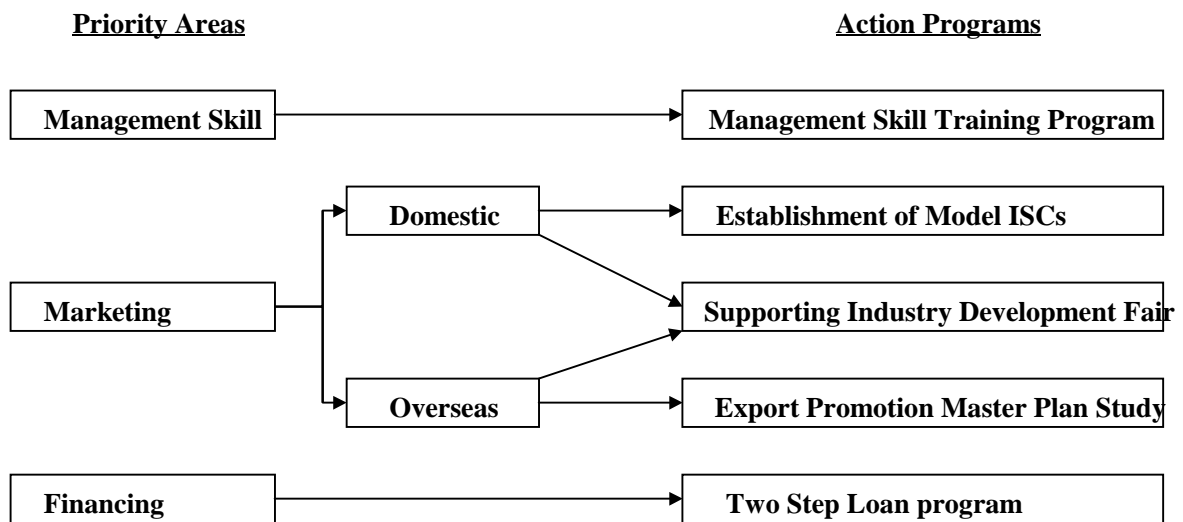 Priority Areas
Action Programs
Management Skill
Management Skill Training Program
Domestic
Establishment of Model ISCs
Marketing
Supporting Industry Development Fair
Overseas
Export Promotion Master Plan Study
Financing
Two Step Loan program